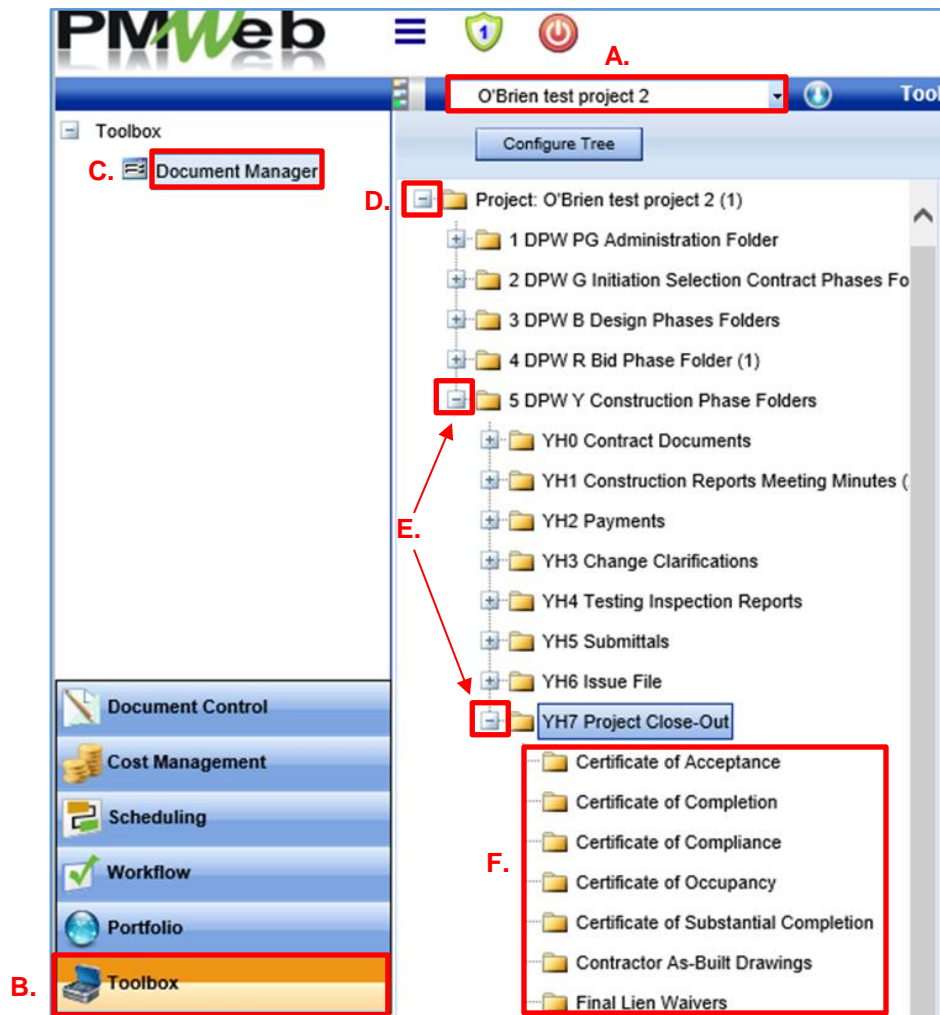 PMWeb
1
A.
O'Brien test project 2
Tool
Toolbox
C. Document Manager
Configure Tree
D. Project: O'Brien test project 2 (1)
1 DPW PG Administration Folder
2 DPW G Initiation Selection Contract Phases Fo
3 DPW B Design Phases Folders
4 DPW R Bid Phase Folder (1)
5 DPW Y Construction Phase Folders
YH0 Contract Documents
YH1 Construction Reports Meeting Minutes (
YH2 Payments
E.
YH3 Change Clarifications
YH4 Testing Inspection Reports
YH5 Submittals
YH6 Issue File
YH7 Project Close-Out
Certificate of Acceptance
Certificate of Completion
Certificate of Compliance
F.
Certificate of Occupancy
Certificate of Substantial Completion
Contractor As-Built Drawings
Final Lien Waivers
Document Control
Cost Management
Scheduling
Workflow
Portfolio
B. Toolbox